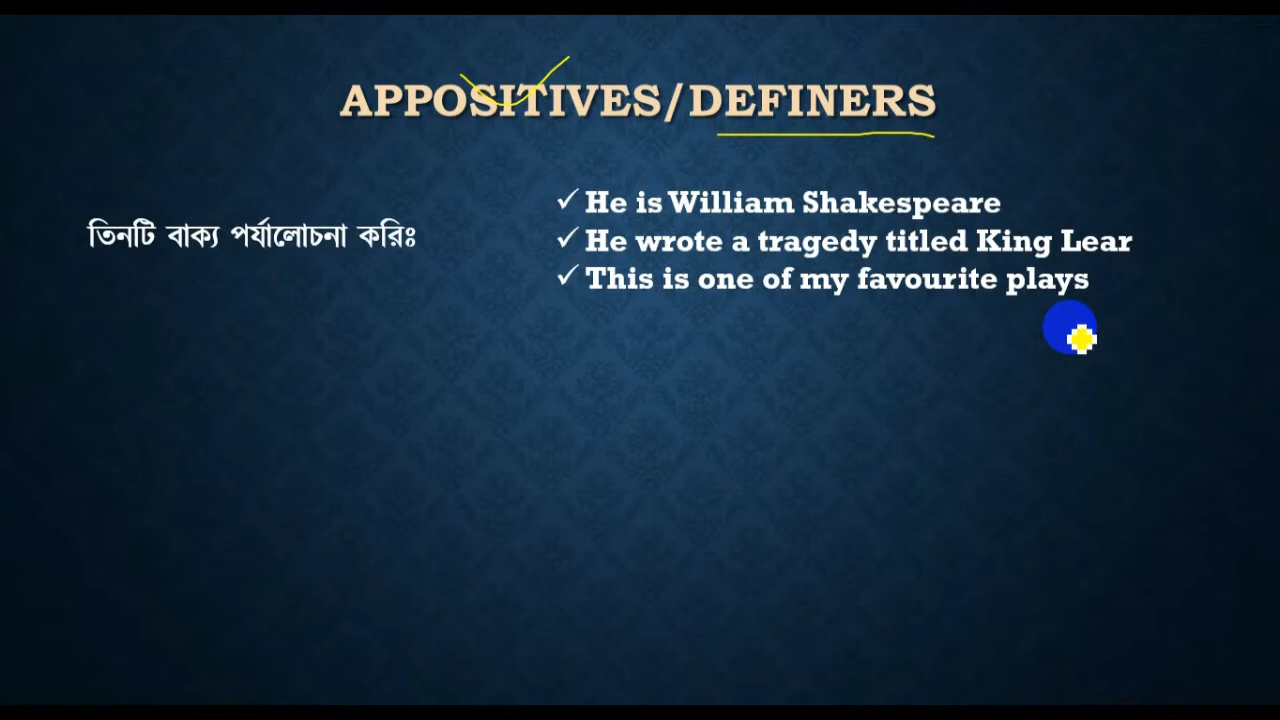 APPOSITIVES/DEFINERS
তিনটি বাক্য পর্যালোচনা করিঃ
✓ He is William Shakespeare
✓ He wrote a tragedy titled King Lear
✓ This is one of my favourite plays